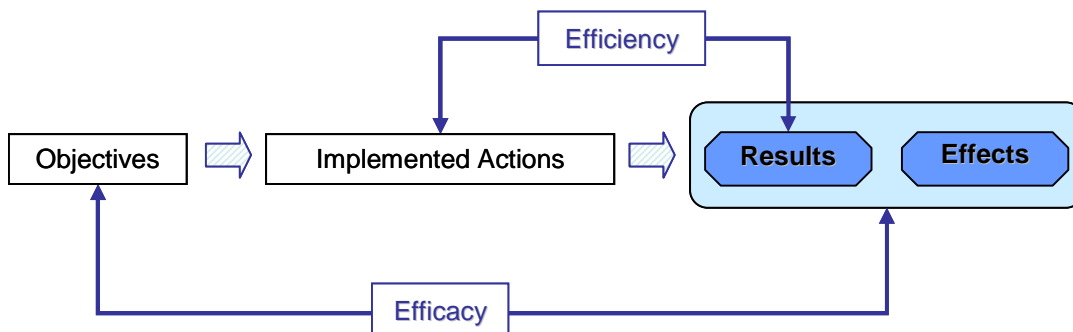 Efficiency
Objectives
Implemented Actions
Results
Effects
Efficacy